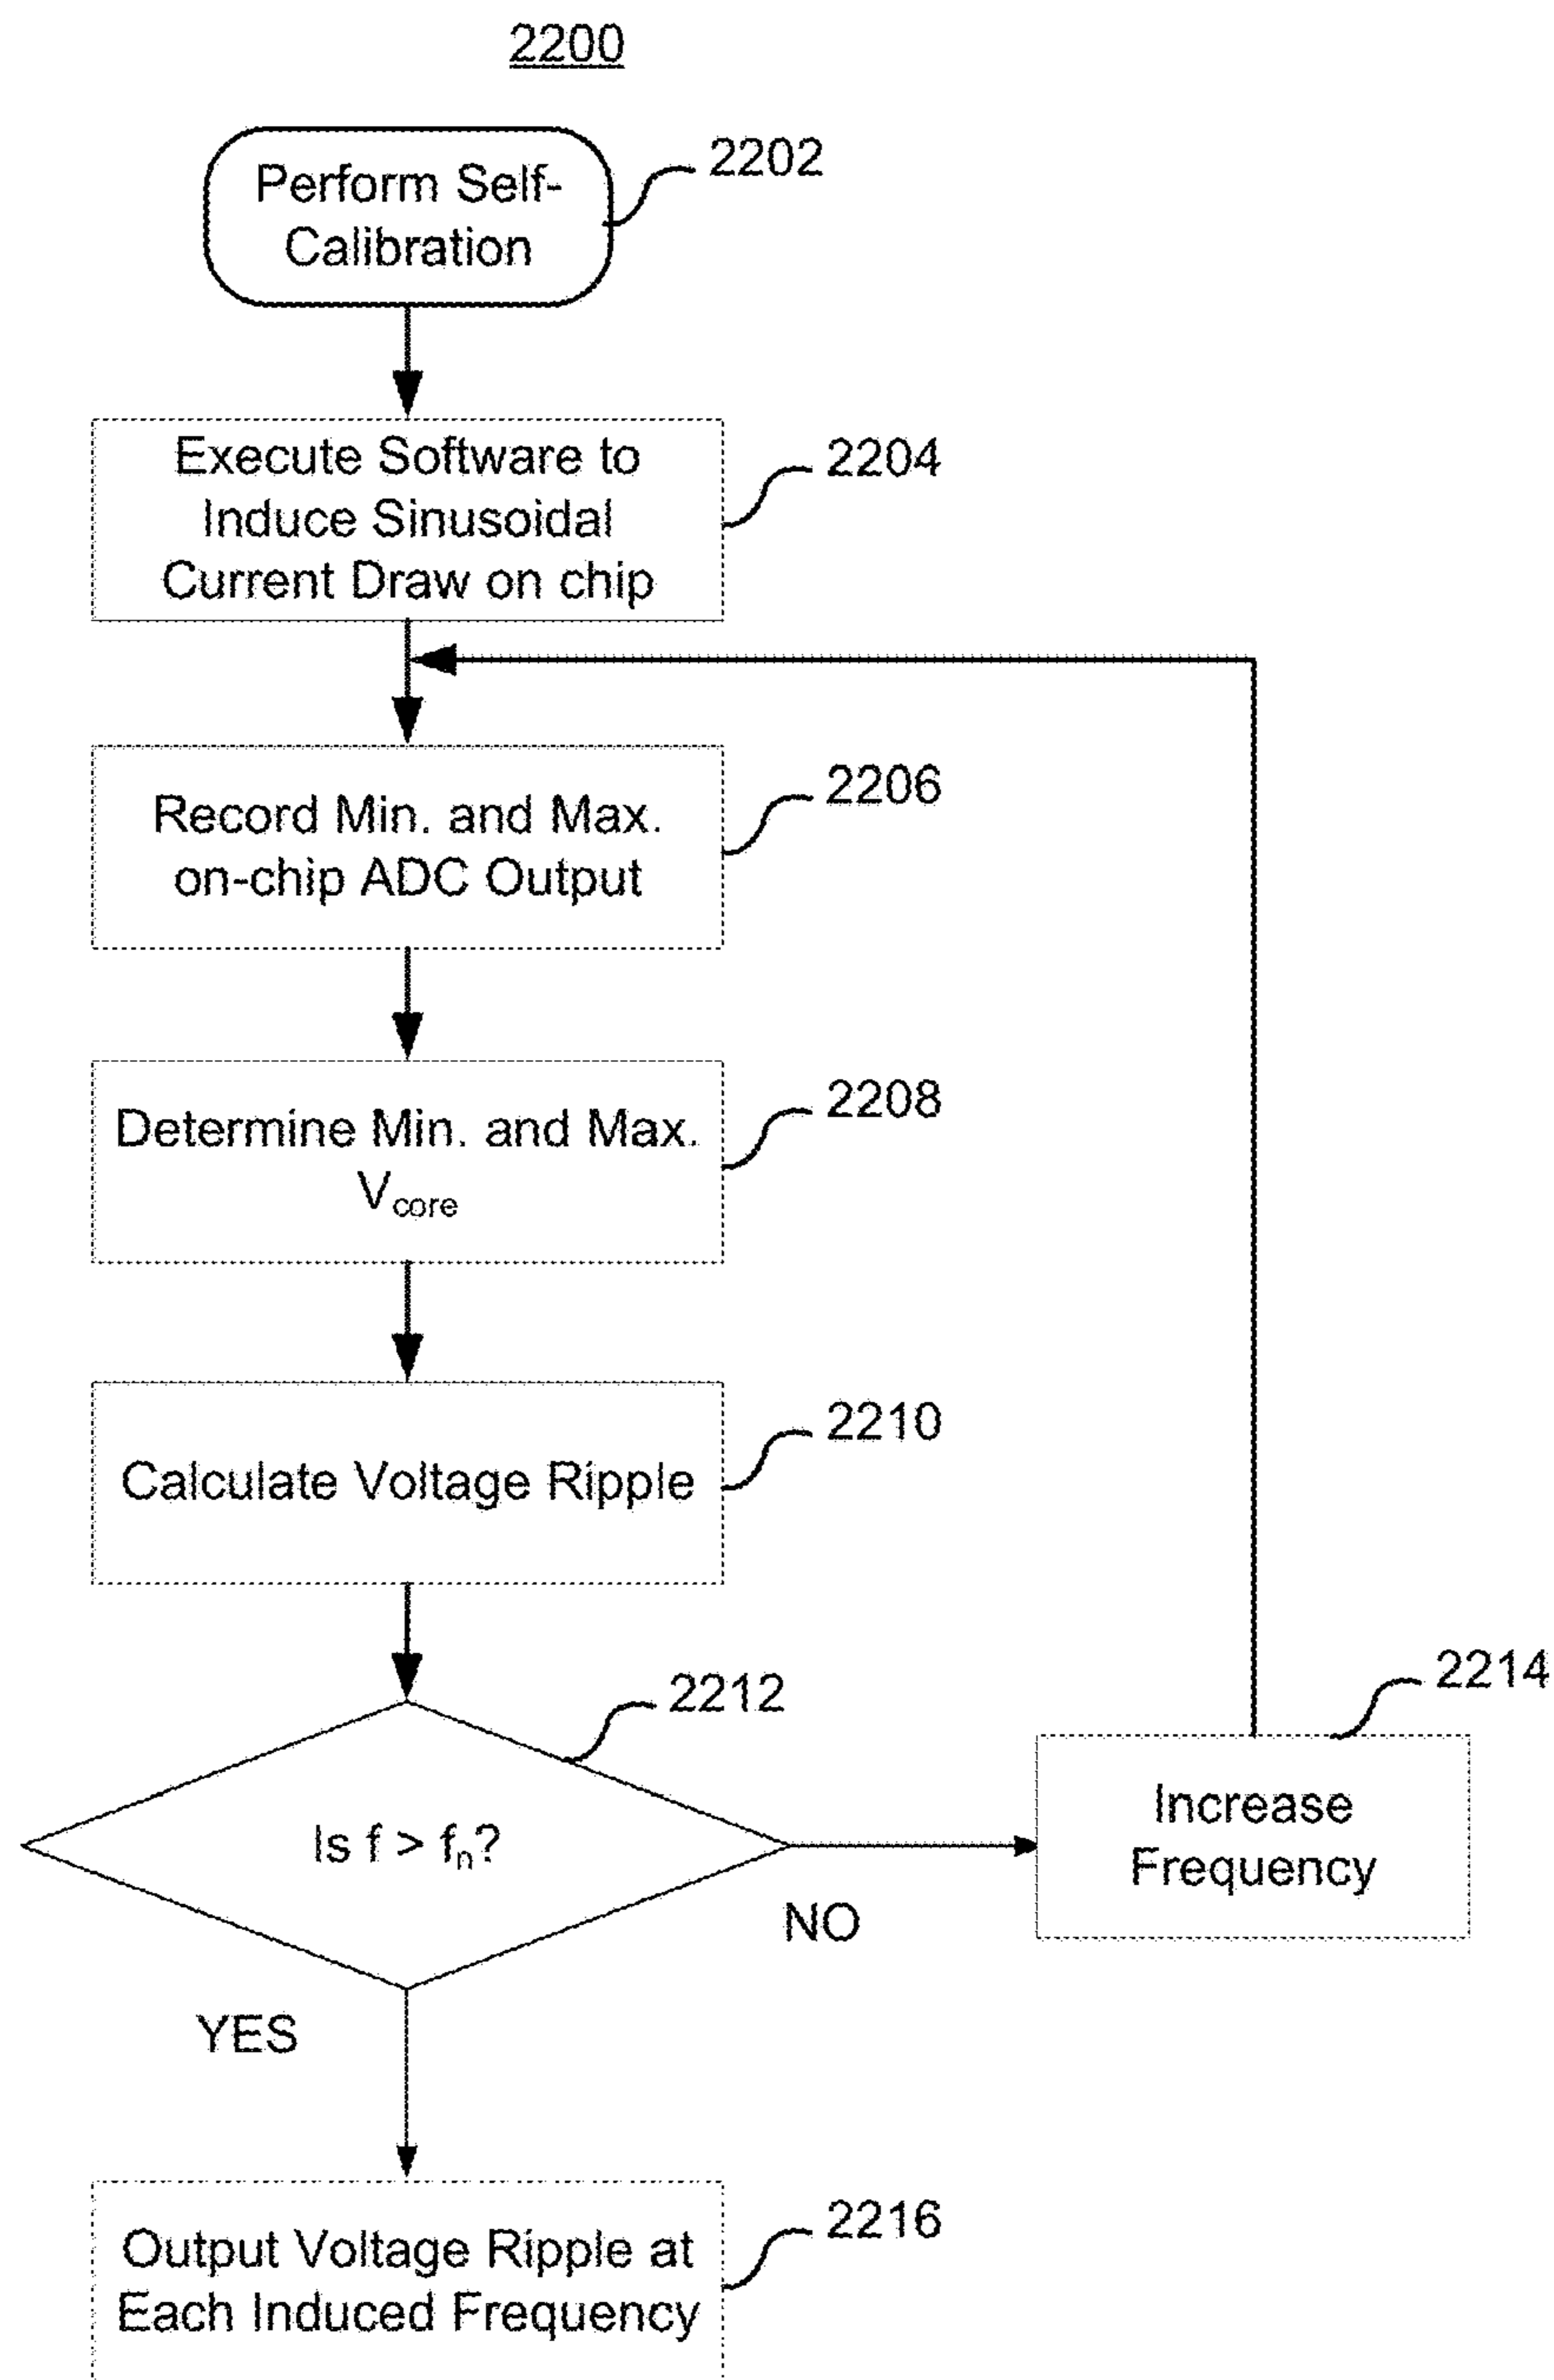 2200
Perform Self-
Calibration
2202
Execute Software to
Induce Sinusoidal
Current Draw on chip
2204
Record Min. and Max.
on-chip ADC Output
2206
Determine Min. and Max.
Vcore
2208
Calculate Voltage Ripple
2210
Is f > fn?
2212
NO
Increase
Frequency
2214
YES
Output Voltage Ripple at
Each Induced Frequency
2216